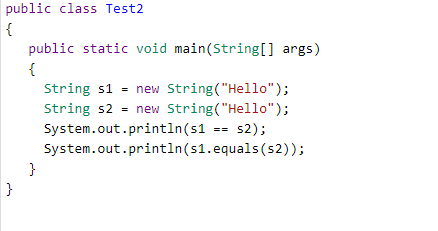 public class Test2
{
   public static void main(String[] args)
   {
     String s1 = new String("Hello");
     String s2 = new String("Hello");
     System.out.println(s1 == s2);
     System.out.println(s1.equals(s2));
   }
}